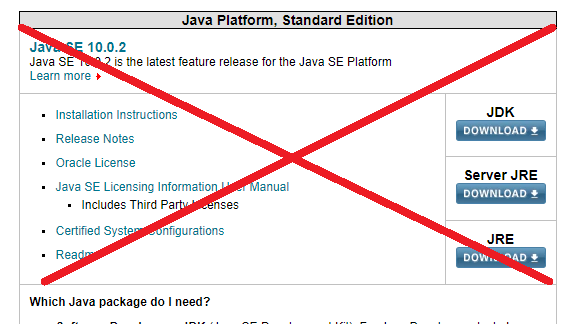 Java Platform, Standard Edition
Java SE 10.0.2
Java SE 10.0.2 is the latest feature release for the Java SE Platform
Learn more
Installation Instructions
Release Notes
Oracle License
Java SE Licensing Information User Manual
Includes Third Party Licenses
Certified System Configurations
Readme
JDK
DOWNLOAD
Server JRE
DOWNLOAD
JRE
DOWNLOAD
Which Java package do I need?